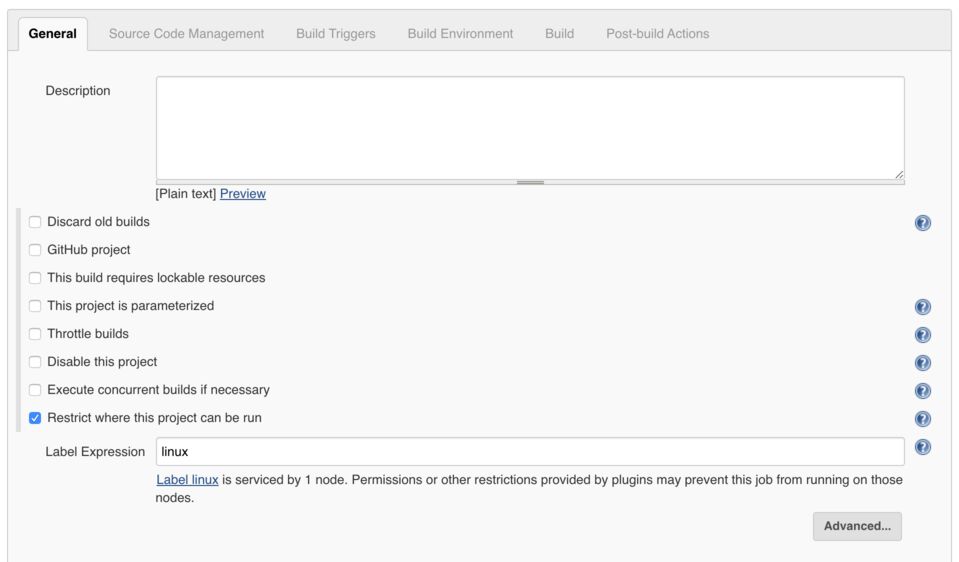 General Source Code Management Build Triggers Build Environment Build Post-build Actions
Description
[Plain text] Preview
Discard old builds ?
GitHub project
This build requires lockable resources
This project is parameterized ?
Throttle builds ?
Disable this project ?
Execute concurrent builds if necessary ?
Restrict where this project can be run ?
Label Expression linux ?
Label linux is serviced by 1 node. Permissions or other restrictions provided by plugins may prevent this job from running on those
nodes.
Advanced...